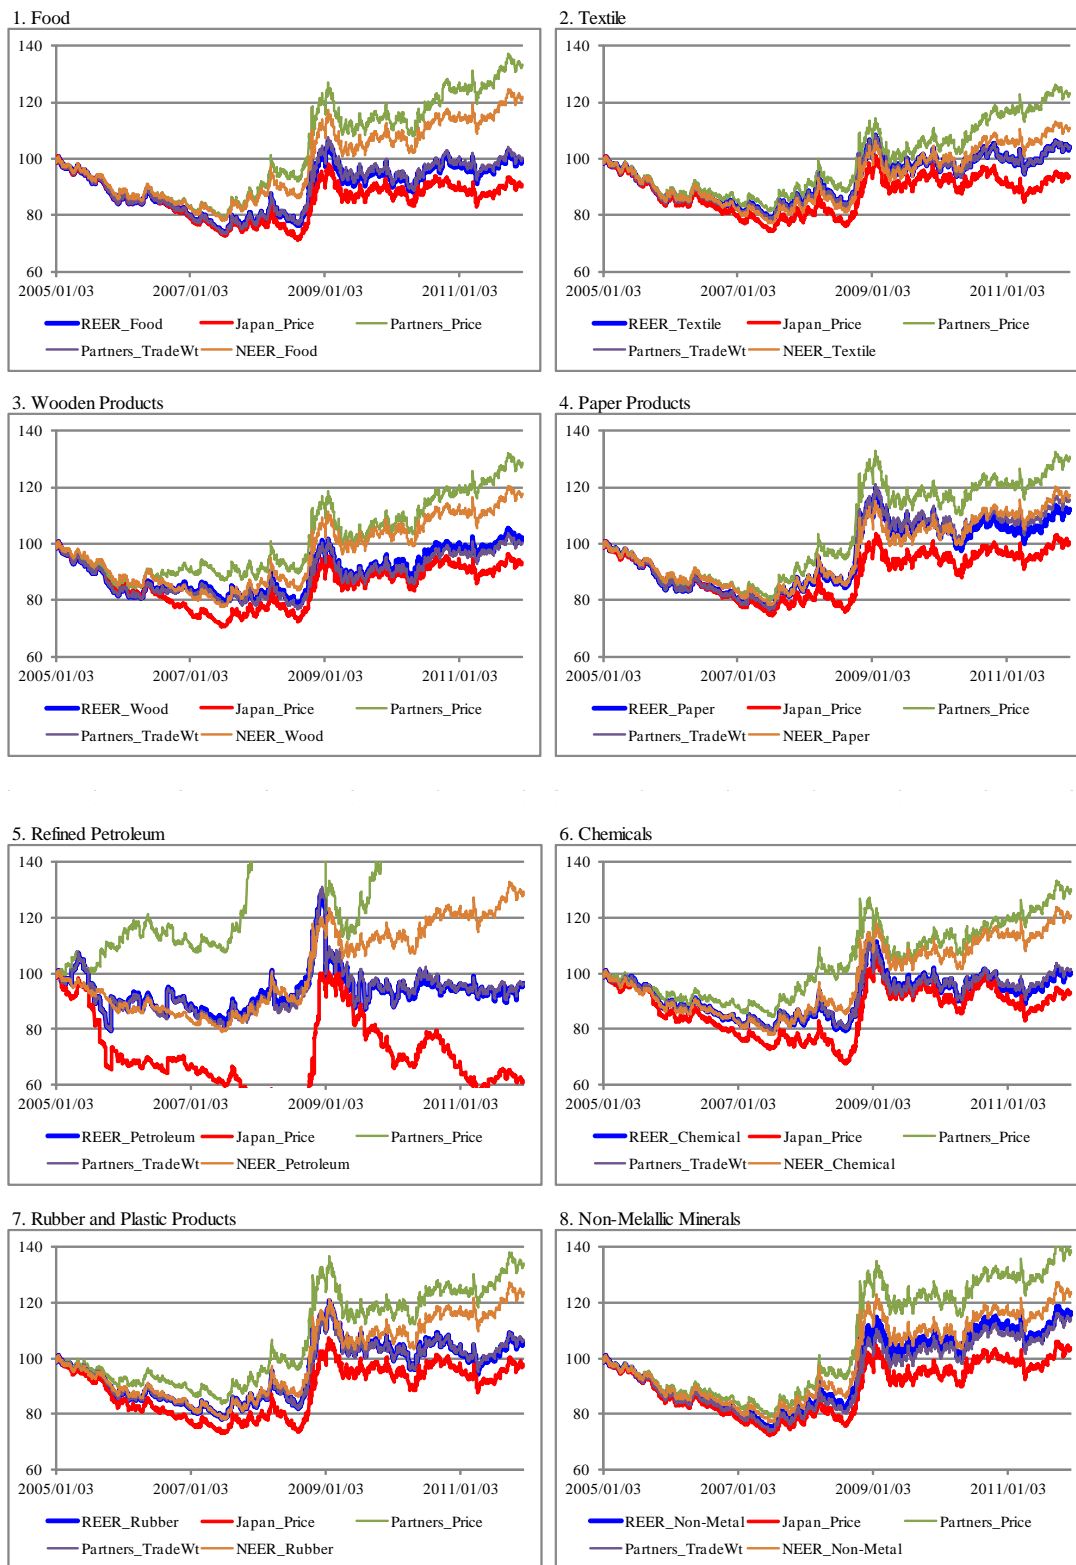 1. Food
140
120
100
80
60
2005/01/03 2007/01/03 2009/01/03 2011/01/03
REER_Food Japan_Price Partners_Price
Partners_TradeWt NEER_Food
2. Textile
140
120
100
80
60
2005/01/03 2007/01/03 2009/01/03 2011/01/03
REER_Textile Japan_Price Partners_Price
Partners_TradeWt NEER_Textile
3. Wooden Products
140
120
100
80
60
2005/01/03 2007/01/03 2009/01/03 2011/01/03
REER_Wood Japan_Price Partners_Price
Partners_TradeWt NEER_Wood
4. Paper Products
140
120
100
80
60
2005/01/03 2007/01/03 2009/01/03 2011/01/03
REER_Paper Japan_Price Partners_Price
Partners_TradeWt NEER_Paper
5. Refined Petroleum
140
120
100
80
60
2005/01/03 2007/01/03 2009/01/03 2011/01/03
REER_Petroleum Japan_Price Partners_Price
Partners_TradeWt NEER_Petroleum
6. Chemicals
140
120
100
80
60
2005/01/03 2007/01/03 2009/01/03 2011/01/03
REER_Chemical Japan_Price Partners_Price
Partners_TradeWt NEER_Chemical
7. Rubber and Plastic Products
140
120
100
80
60
2005/01/03 2007/01/03 2009/01/03 2011/01/03
REER_Rubber Japan_Price Partners_Price
Partners_TradeWt NEER_Rubber
8. Non-Melallic Minerals
140
120
100
80
60
2005/01/03 2007/01/03 2009/01/03 2011/01/03
REER_Non-Metal Japan_Price Partners_Price
Partners_TradeWt NEER_Non-Metal